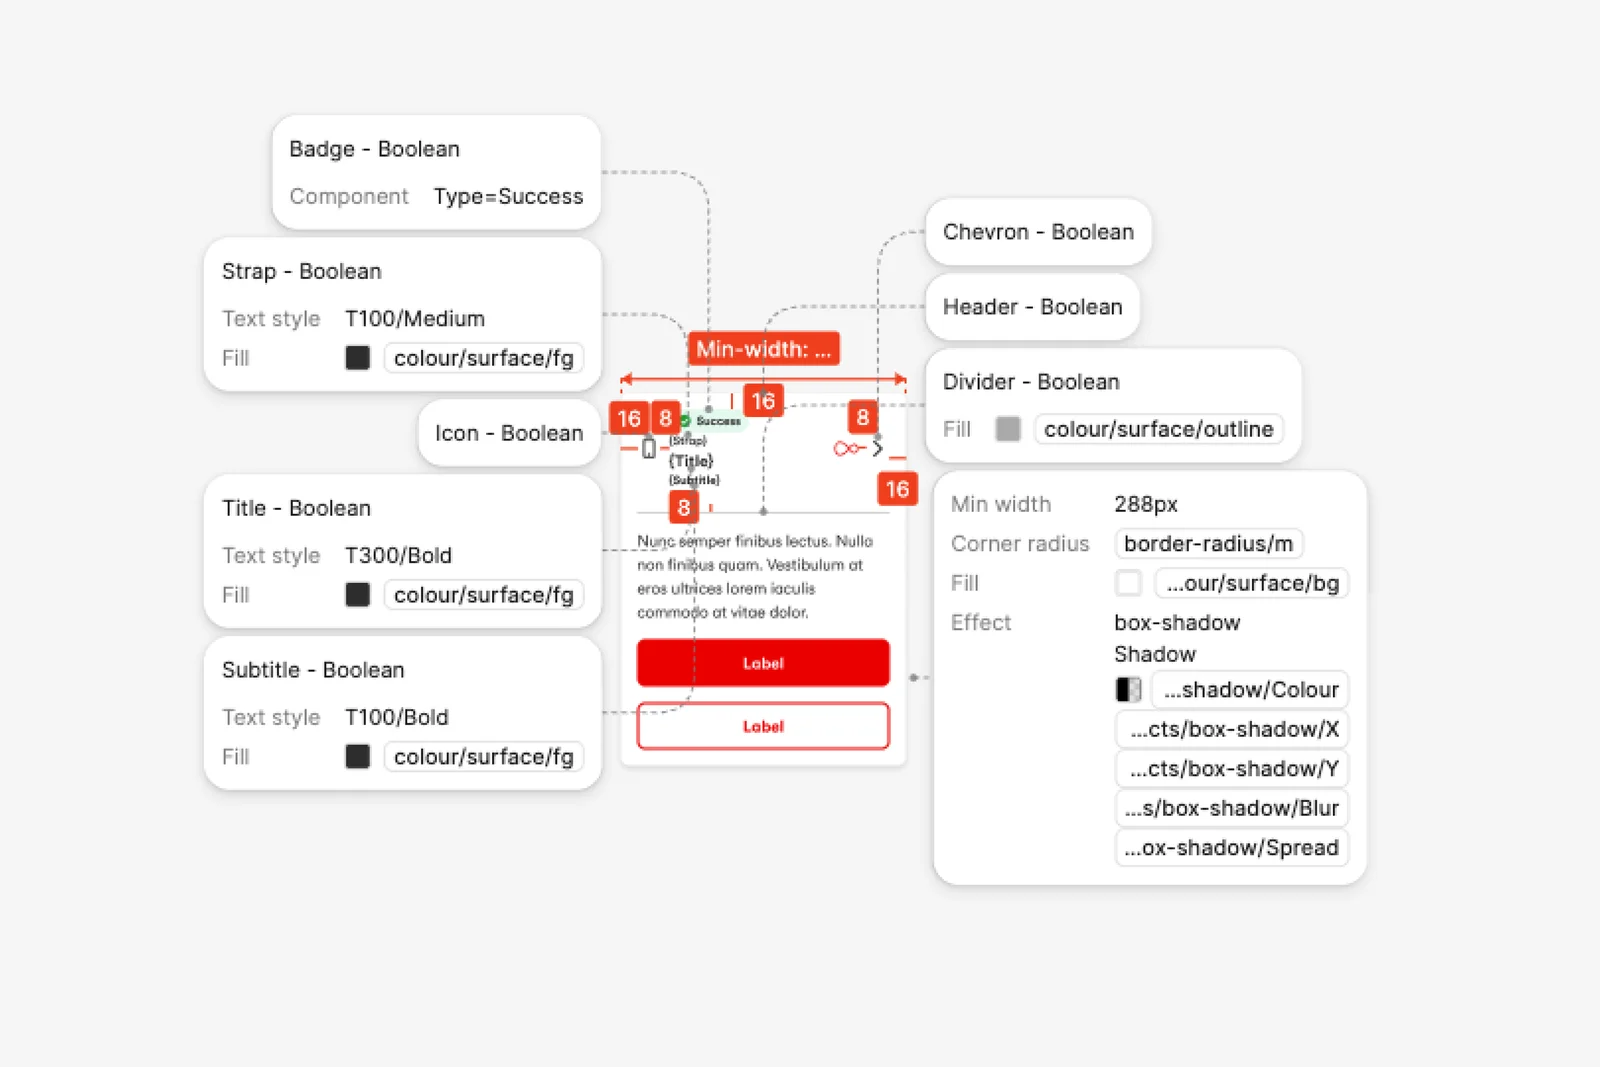 Badge - Boolean
Component Type=Success
Strap - Boolean
Text style T100/Medium
Fill colour/surface/fg
Icon - Boolean
Title - Boolean
Text style T300/Bold
Fill colour/surface/fg
Subtitle - Boolean
Text style T100/Bold
Fill colour/surface/fg
Min-width: ...
16
16 8
8
Success
{Strap}
{Title}
{Subtitle}
16
8
Nunc semper finibus lectus. Nulla
non finibus quam. Vestibulum at
eros ultrices lorem iaculis
commodo at vitae dolor.
Label
Label
Chevron - Boolean
Header - Boolean
Divider - Boolean
Fill colour/surface/outline
Min width 288px
Corner radius border-radius/m
Fill ...our/surface/bg
Effect box-shadow
Shadow
...shadow/Colour
...cts/box-shadow/X
...cts/box-shadow/Y
...s/box-shadow/Blur
...ox-shadow/Spread